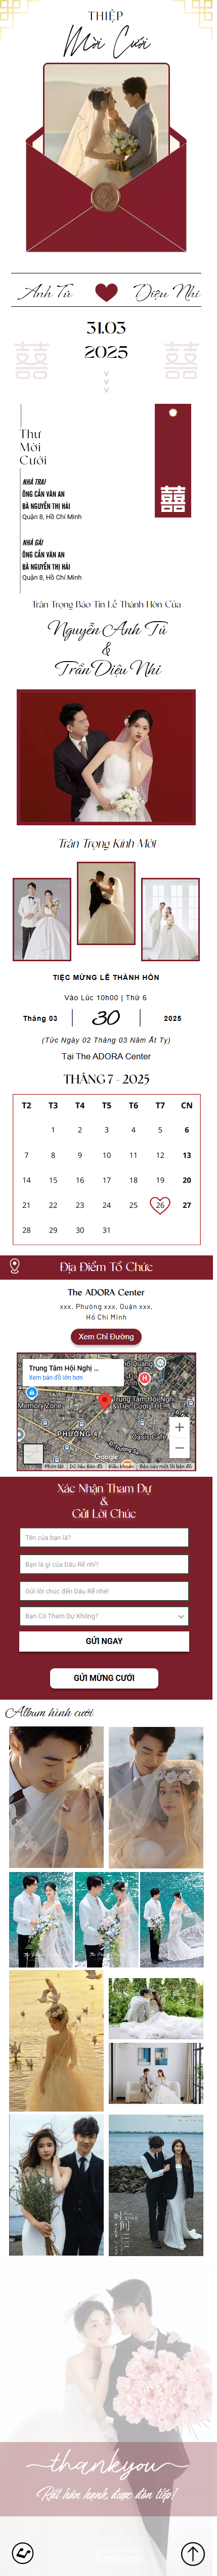 THIỆP
Mời Cưới
Anh Tú
Diệu Nhi
31.03
2025
囍 囍
Thư
Mời
Cưới
囍
NHÀ TRAI
ÔNG CẤN VĂN AN
BÀ NGUYỄN THỊ HẢI
Quận 8, Hồ Chí Minh
NHÀ GÁI
ÔNG CẤN VĂN AN
BÀ NGUYỄN THỊ HẢI
Quận 8, Hồ Chí Minh
Trân Trọng Báo Tin Lễ Thành Hôn Của
Nguyễn Anh Tú
&
Trần Diệu Nhi
Trân Trọng Kính Mời
TIỆC MỪNG LỄ THÀNH HÔN
Vào Lúc 10h00 | Thứ 6
Tháng 03
30
2025
(Tức Ngày 02 Tháng 03 Năm Ất Tỵ)
Tại The ADORA Center
THÁNG 7 - 2025
T2 T3 T4 T5 T6 T7 CN
1 2 3 4 5 6
7 8 9 10 11 12 13
14 15 16 17 18 19 20
21 22 23 24 25 26 27
28 29 30 31
Địa Điểm Tổ Chức
The ADORA Center
xxx, Phường xxx, Quận xxx,
Hồ Chí Minh
Xem Chỉ Đường
Trung Tâm Hội Nghị ...
Xem bản đồ lớn hơn
Quảng
Memory Zone
Trung Tâm Hội Nghị
& Tiệc Cưới THE
PHƯỜNG 4
Oasis Cafe
Google
Phím tắt
Dữ liệu Bản đồ
Điều khoản
Báo cáo một lỗi bản đồ
Xác Nhận Tham Dự
&
Gửi Lời Chúc
Tên của bạn là?
Bạn là gì của Dâu Rể nhỉ?
Gửi lời chúc đến Dâu Rể nhé!
Bạn Có Tham Dự Không?
GỬI NGAY
GỬI MỪNG CƯỚI
Album hình cưới
thankyou
Rất hân hạnh được đón tiếp!